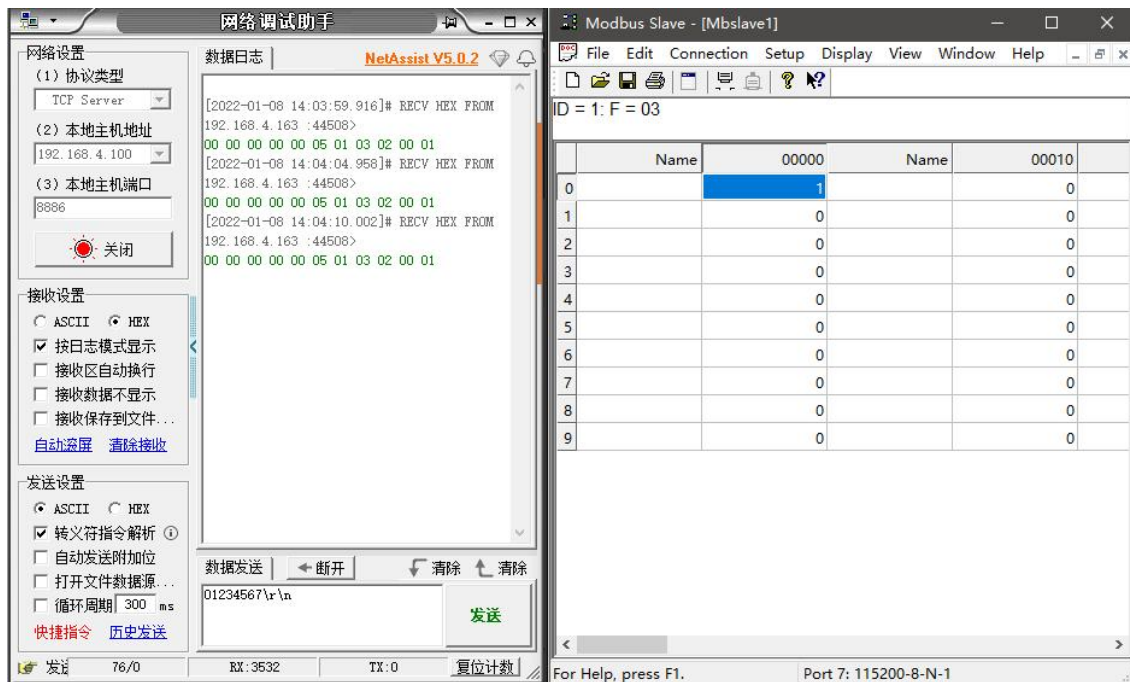 网络调试助手
网络设置
(1) 协议类型
TCP Server
(2) 本地主机地址
192.168.4.100
(3) 本地主机端口
8886
关闭
接收设置
ASCII HEX
按日志模式显示
接收区自动换行
接收数据不显示
接收保存到文件...
自动滚屏 清除接收
发送设置
ASCII HEX
转义符指令解析
自动发送附加位
打开文件数据源...
循环周期 300 ms
快捷指令 历史发送
数据日志 NetAssist V5.0.2
[2022-01-08 14:03:59.916]# RECV HEX FROM
192.168.4.163 :44508>
00 00 00 00 00 05 01 03 02 00 01
[2022-01-08 14:04:04.958]# RECV HEX FROM
192.168.4.163 :44508>
00 00 00 00 00 05 01 03 02 00 01
[2022-01-08 14:04:10.002]# RECV HEX FROM
192.168.4.163 :44508>
00 00 00 00 00 05 01 03 02 00 01
数据发送 断开 清除 清除
01234567\r\n
发送
76/0 RX:3532 TX:0 复位计数
Modbus Slave - [Mbslave1]
File Edit Connection Setup Display View Window Help
ID = 1: F = 03
Name 00000 Name 00010
0 1 0
1 0 0
2 0 0
3 0 0
4 0 0
5 0 0
6 0 0
7 0 0
8 0 0
9 0 0
For Help, press F1. Port 7: 115200-8-N-1